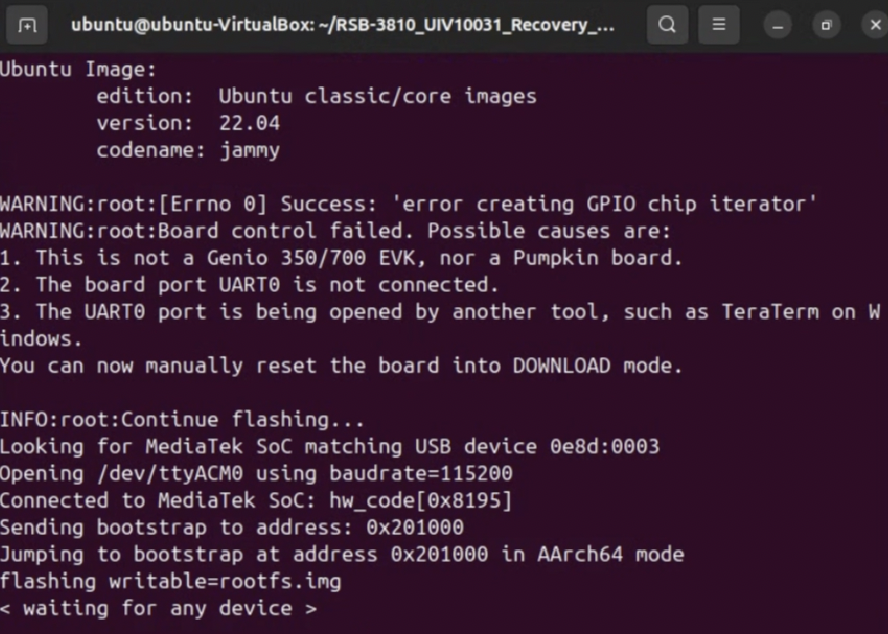 ubuntu@ubuntu-VirtualBox: ~/RSB-3810_UIV10031_Recovery_...
Ubuntu Image:
        edition:  Ubuntu classic/core images
        version:  22.04
        codename: jammy

WARNING:root:[Errno 0] Success: 'error creating GPIO chip iterator'
WARNING:root:Board control failed. Possible causes are:
1. This is not a Genio 350/700 EVK, nor a Pumpkin board.
2. The board port UART0 is not connected.
3. The UART0 port is being opened by another tool, such as TeraTerm on W
indows.
You can now manually reset the board into DOWNLOAD mode.

INFO:root:Continue flashing...
Looking for MediaTek SoC matching USB device 0e8d:0003
Opening /dev/ttyACM0 using baudrate=115200
Connected to MediaTek SoC: hw_code[0x8195]
Sending bootstrap to address: 0x201000
Jumping to bootstrap at address 0x201000 in AArch64 mode
flashing writable=rootfs.img
< waiting for any device >